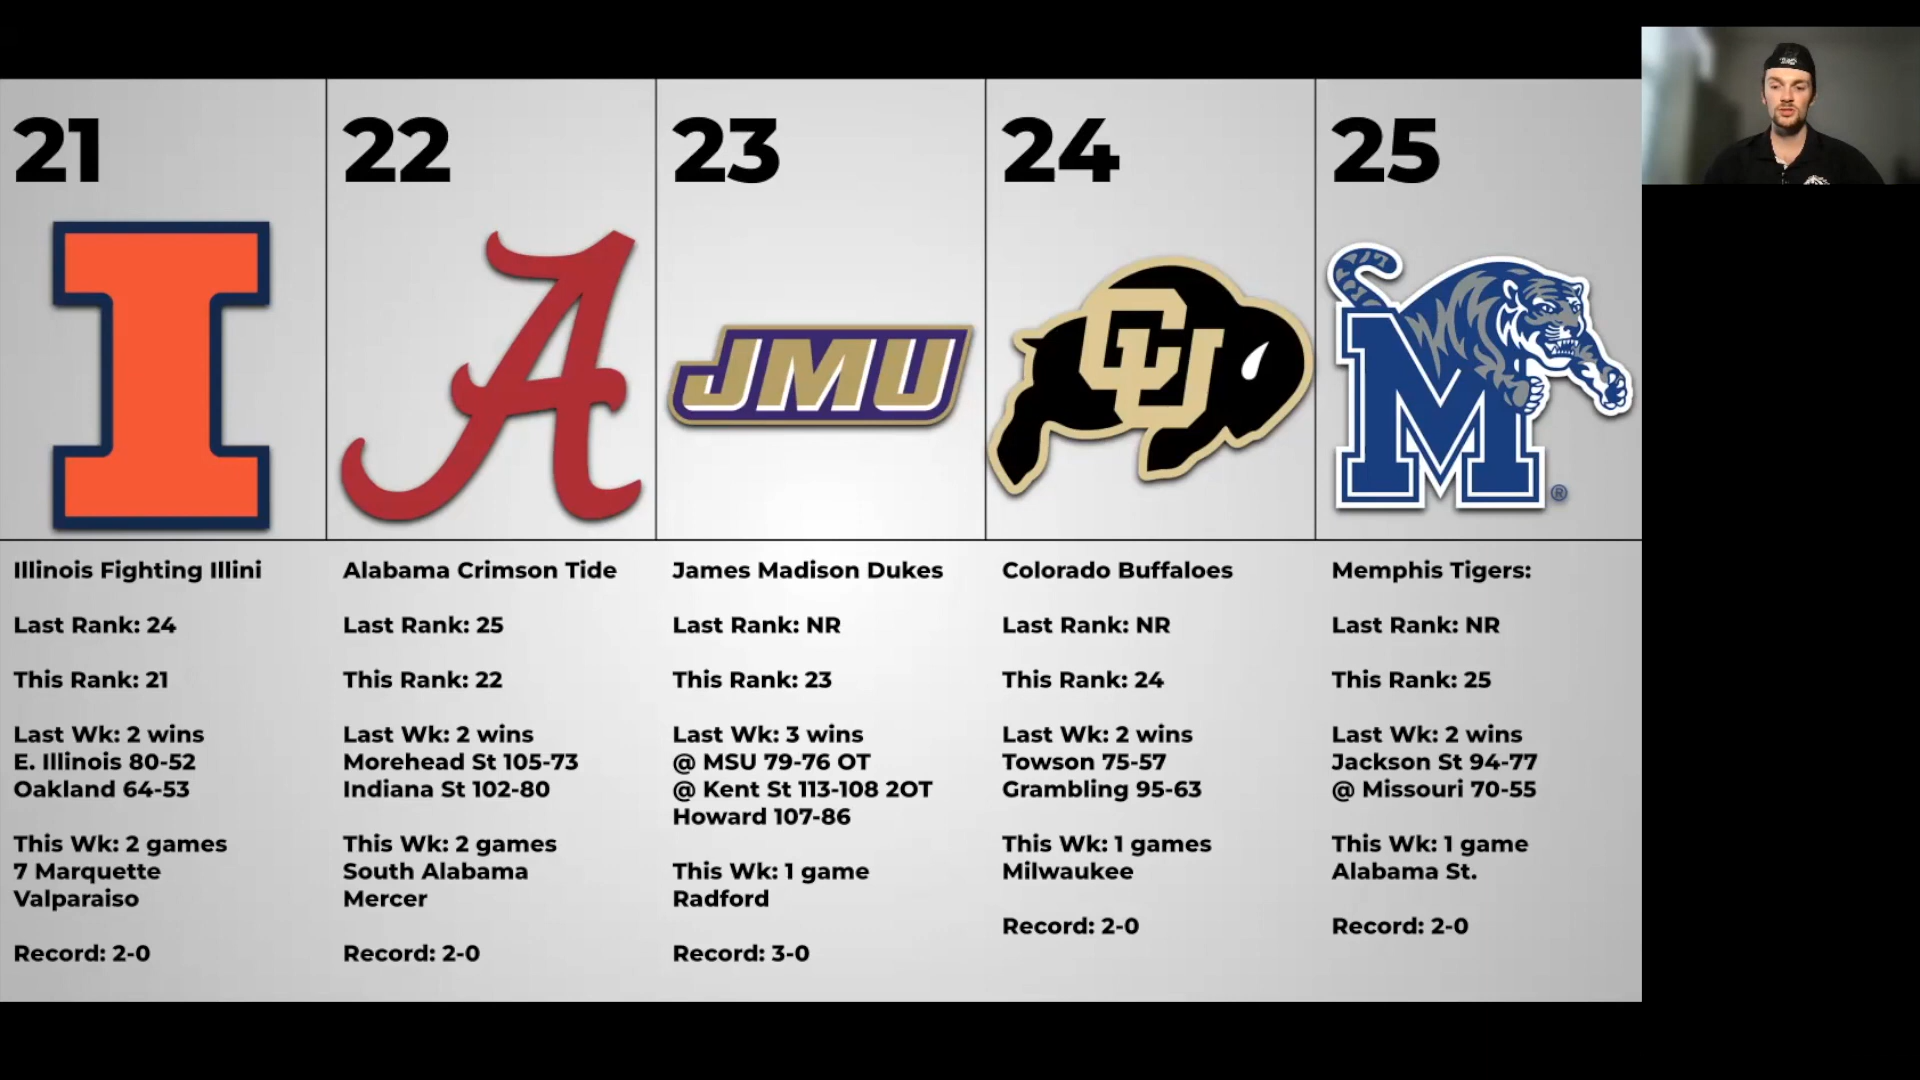 21
22
23
24
25
I
A
JMU
CU
M
®
Illinois Fighting Illini
Last Rank: 24
This Rank: 21
Last Wk: 2 wins
E. Illinois 80-52
Oakland 64-53
This Wk: 2 games
7 Marquette
Valparaiso
Record: 2-0
Alabama Crimson Tide
Last Rank: 25
This Rank: 22
Last Wk: 2 wins
Morehead St 105-73
Indiana St 102-80
This Wk: 2 games
South Alabama
Mercer
Record: 2-0
James Madison Dukes
Last Rank: NR
This Rank: 23
Last Wk: 3 wins
@ MSU 79-76 OT
@ Kent St 113-108 2OT
Howard 107-86
This Wk: 1 game
Radford
Record: 3-0
Colorado Buffaloes
Last Rank: NR
This Rank: 24
Last Wk: 2 wins
Towson 75-57
Grambling 95-63
This Wk: 1 games
Milwaukee
Record: 2-0
Memphis Tigers:
Last Rank: NR
This Rank: 25
Last Wk: 2 wins
Jackson St 94-77
@ Missouri 70-55
This Wk: 1 game
Alabama St.
Record: 2-0